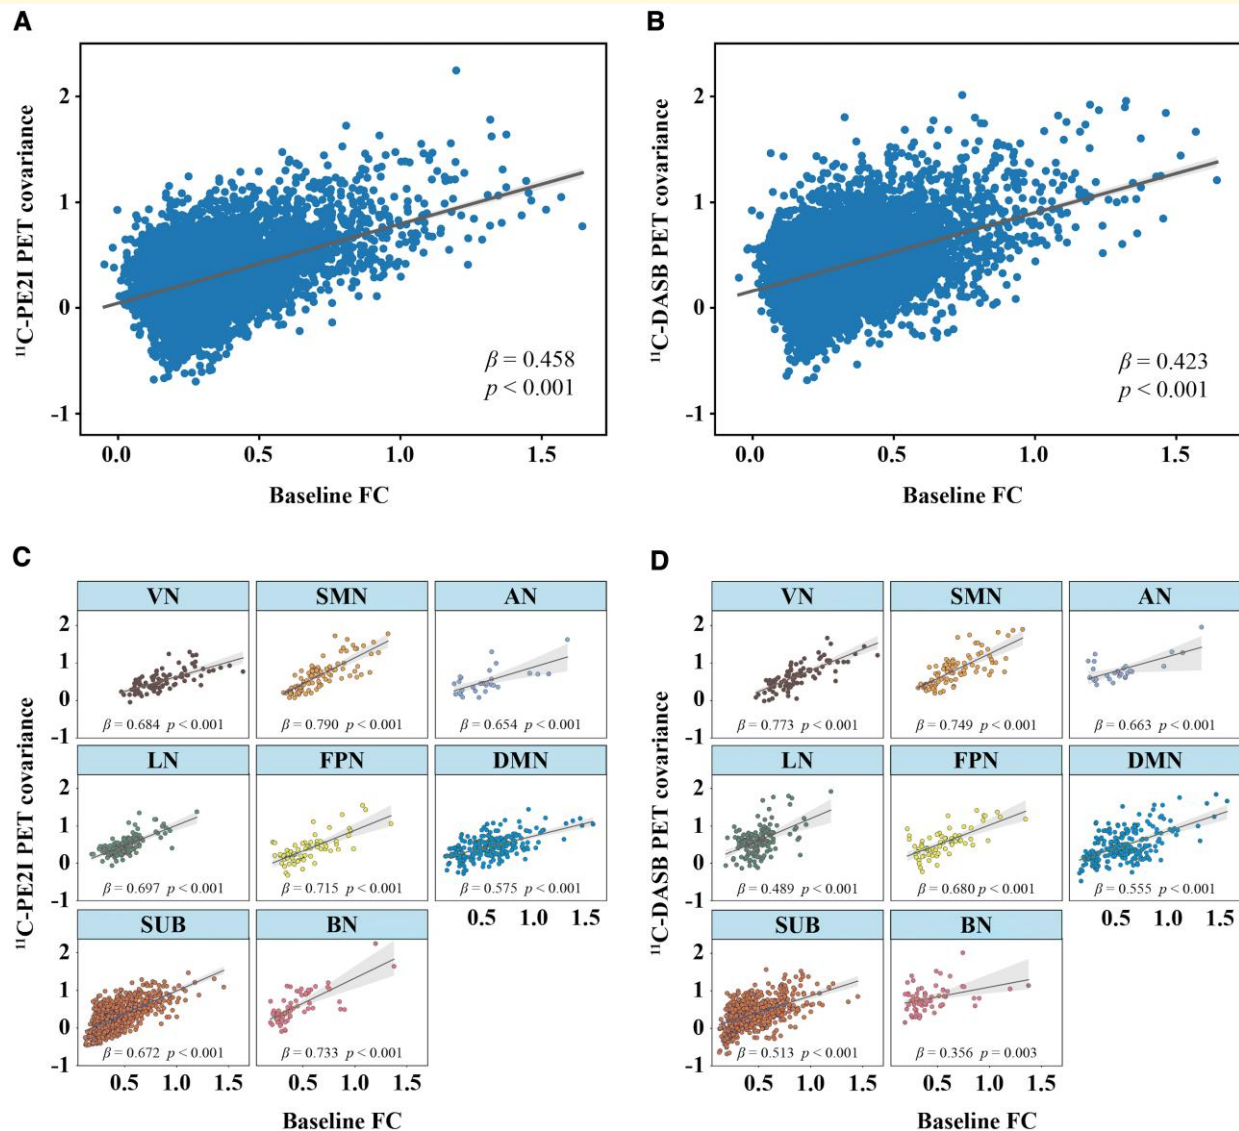 A
¹¹C-PE2I PET covariance
2
1
0
-1
β = 0.458
p < 0.001
0.0 0.5 1.0 1.5
Baseline FC
B
¹¹C-DASB PET covariance
2
1
0
-1
β = 0.423
p < 0.001
0.0 0.5 1.0 1.5
Baseline FC
C
¹¹C-PE2I PET covariance
VN SMN AN
2
1
0
-1
β = 0.684 p < 0.001
β = 0.790 p < 0.001
β = 0.654 p < 0.001
LN FPN DMN
2
1
0
-1
β = 0.697 p < 0.001
β = 0.715 p < 0.001
β = 0.575 p < 0.001
0.5 1.0 1.5
SUB BN
2
1
0
-1
β = 0.672 p < 0.001
β = 0.733 p < 0.001
0.5 1.0 1.5 0.5 1.0 1.5
Baseline FC
D
¹¹C-DASB PET covariance
VN SMN AN
2
1
0
-1
β = 0.773 p < 0.001
β = 0.749 p < 0.001
β = 0.663 p < 0.001
LN FPN DMN
2
1
0
-1
β = 0.489 p < 0.001
β = 0.680 p < 0.001
β = 0.555 p < 0.001
0.5 1.0 1.5
SUB BN
2
1
0
-1
β = 0.513 p < 0.001
β = 0.356 p = 0.003
0.5 1.0 1.5 0.5 1.0 1.5
Baseline FC